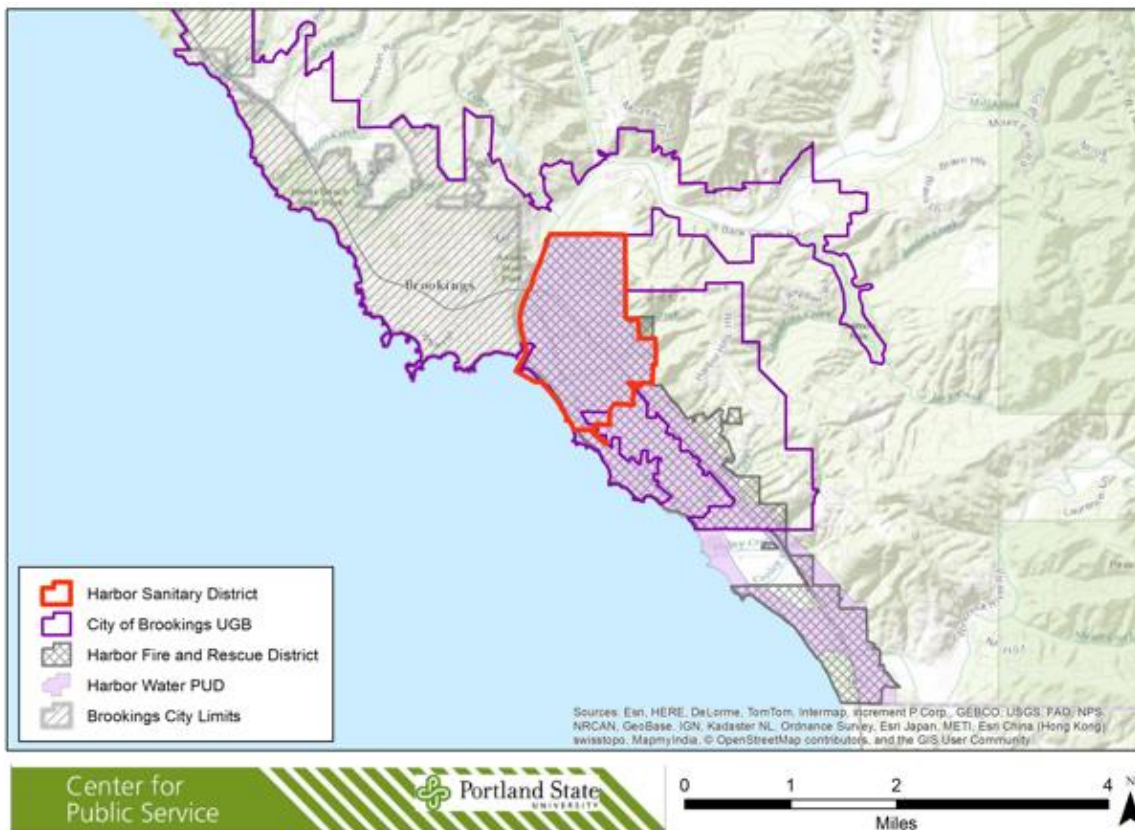 Brookings
Harbor Sanitary District
City of Brookings UGB
Harbor Fire and Rescue District
Harbor Water PUD
Brookings City Limits
Sources: Esri, HERE, DeLorme, TomTom, Intermap, increment P Corp., GEBCO, USGS, FAO, NPS,
NRCAN, GeoBase, IGN, Kadaster NL, Ordnance Survey, Esri Japan, METI, Esri China (Hong Kong)
swisstopo, MapmyIndia, © OpenStreetMap contributors, and the GIS User Community
Center for
Public Service
Portland State
UNIVERSITY
0 1 2 4
Miles
N